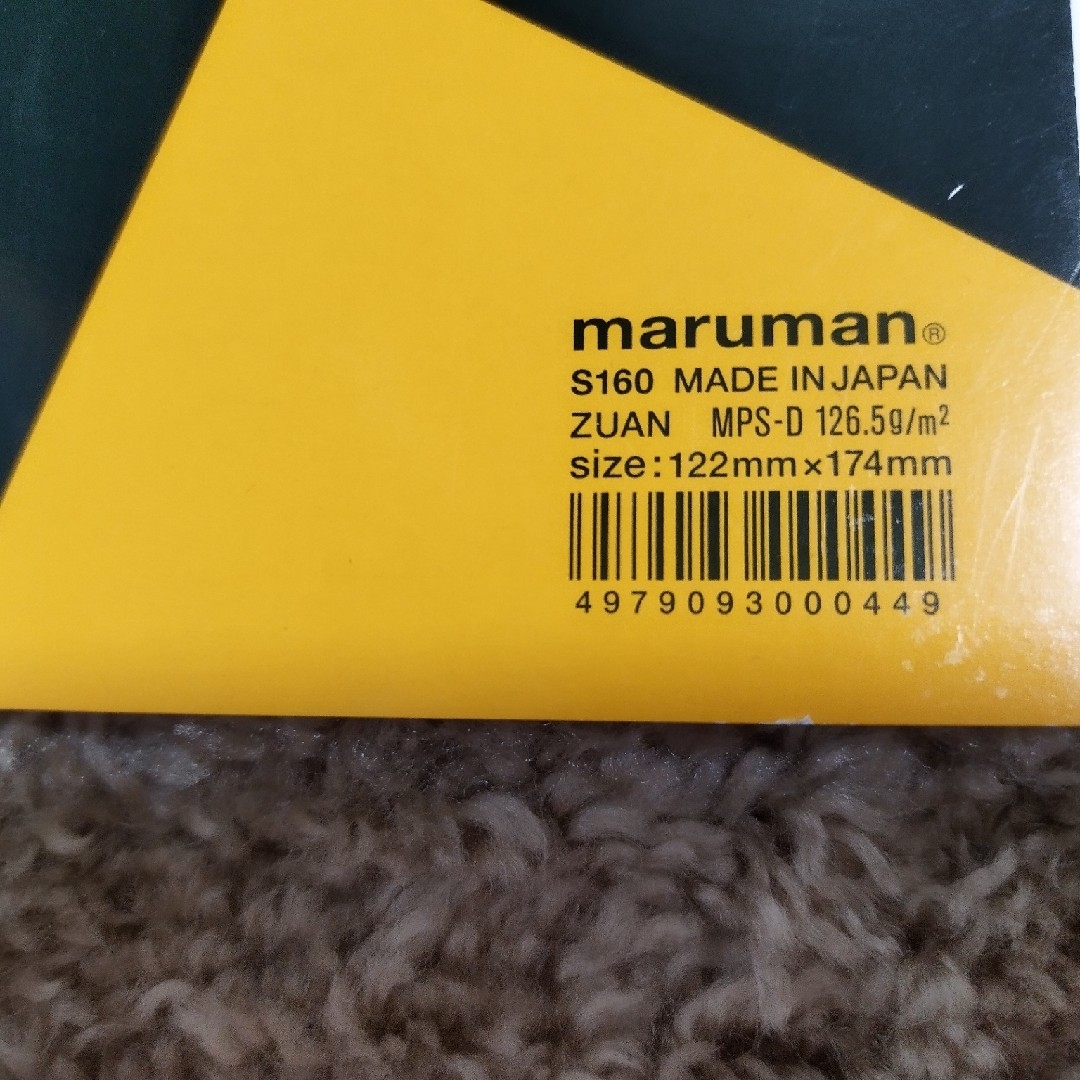 maruman®
S160 MADE IN JAPAN
ZUAN MPS-D 126.5g/m²
size:122mm×174mm
4979093000449